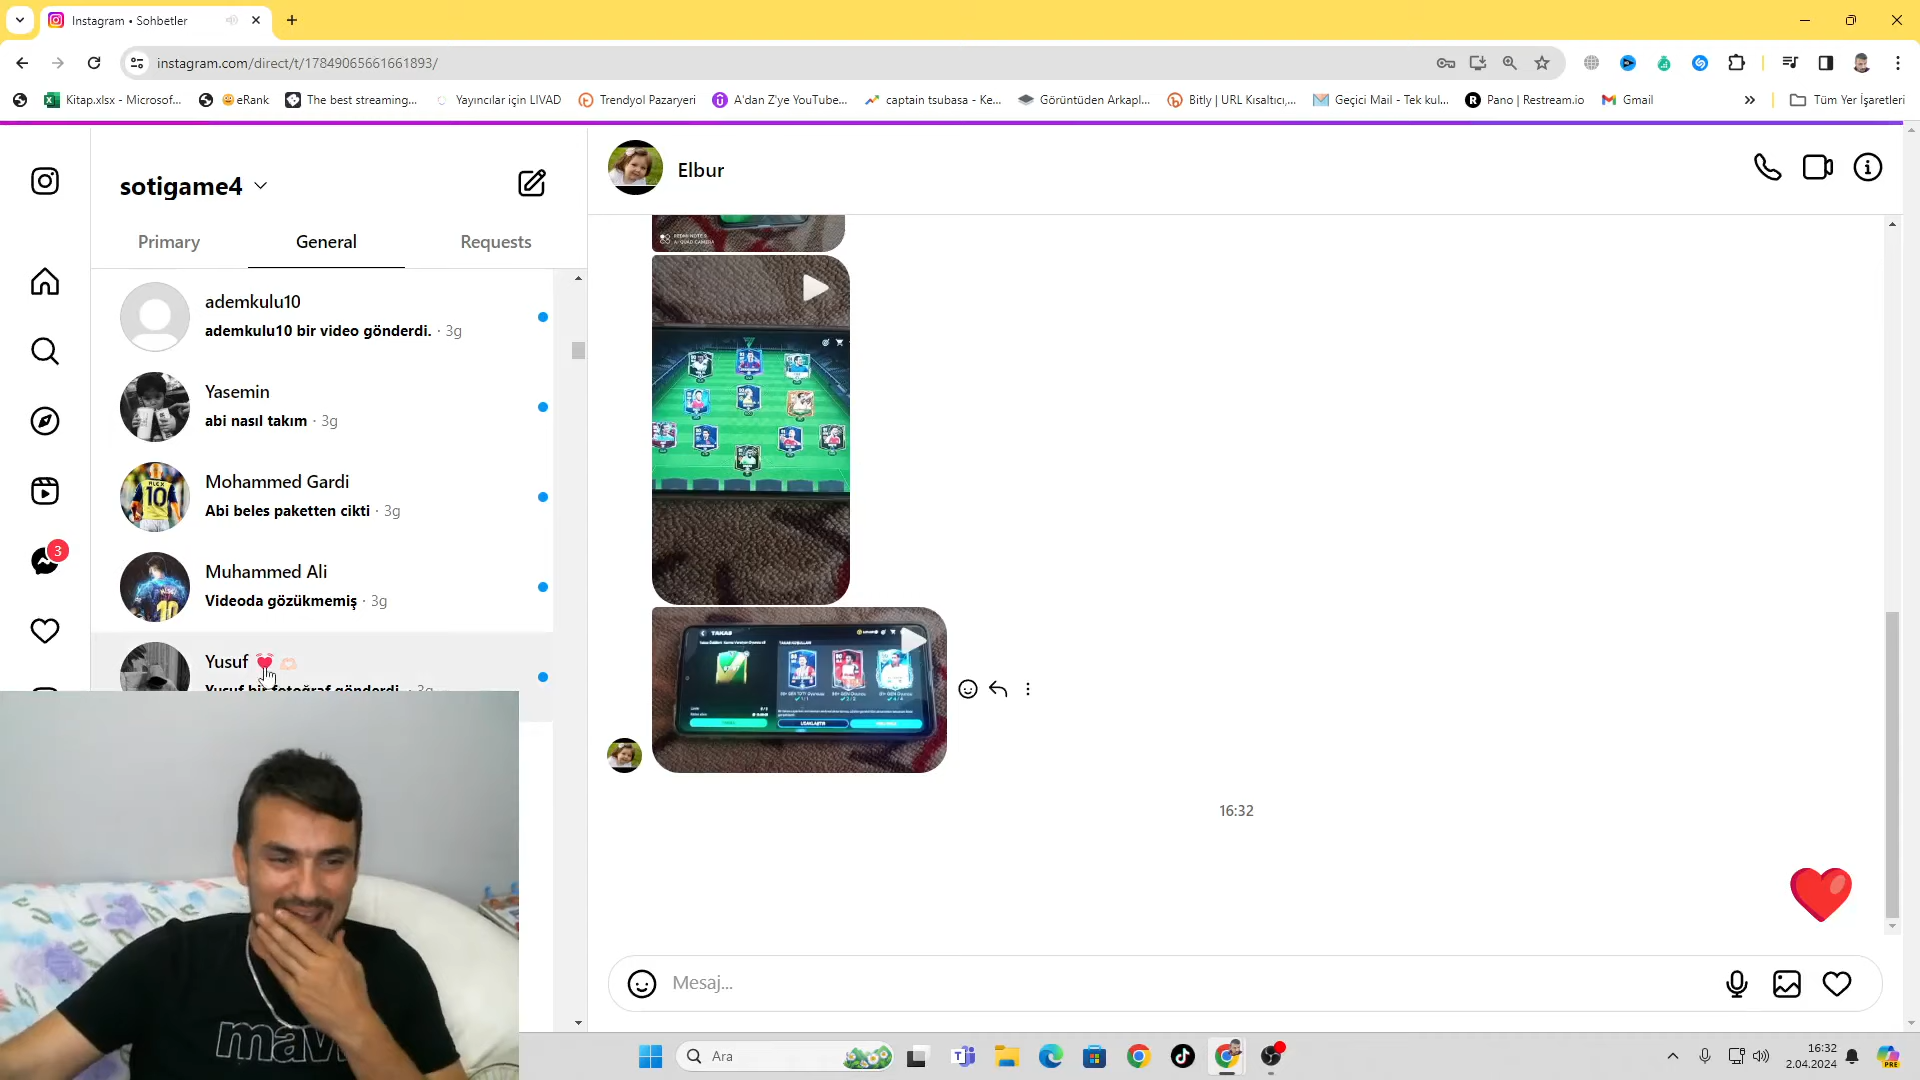 Instagram • Sohbetler
instagram.com/direct/t/17849065661661893/
Kitap.xlsx - Microsof...
eRank
The best streaming...
Yayıncılar için LIVAD
Trendyol Pazaryeri
A'dan Z'ye YouTube...
captain tsubasa - Ke...
Görüntüden Arkapl...
Bitly | URL Kısaltıcı,...
Geçici Mail - Tek kul...
Pano | Restream.io
Gmail
Tüm Yer İşaretleri
sotigame4
Primary
General
Requests
ademkulu10
ademkulu10 bir video gönderdi. · 3g
Yasemin
abi nasıl takım · 3g
Mohammed Gardi
Abi beles paketten cikti · 3g
Muhammed Ali
Videoda gözükmemiş · 3g
3
Yusuf
Yusuf bir fotoğraf gönderdi. · 3g
Elbur
TAKAS
16:32
Mesaj...
mavi
Ara
16:32
2.04.2024
PRE